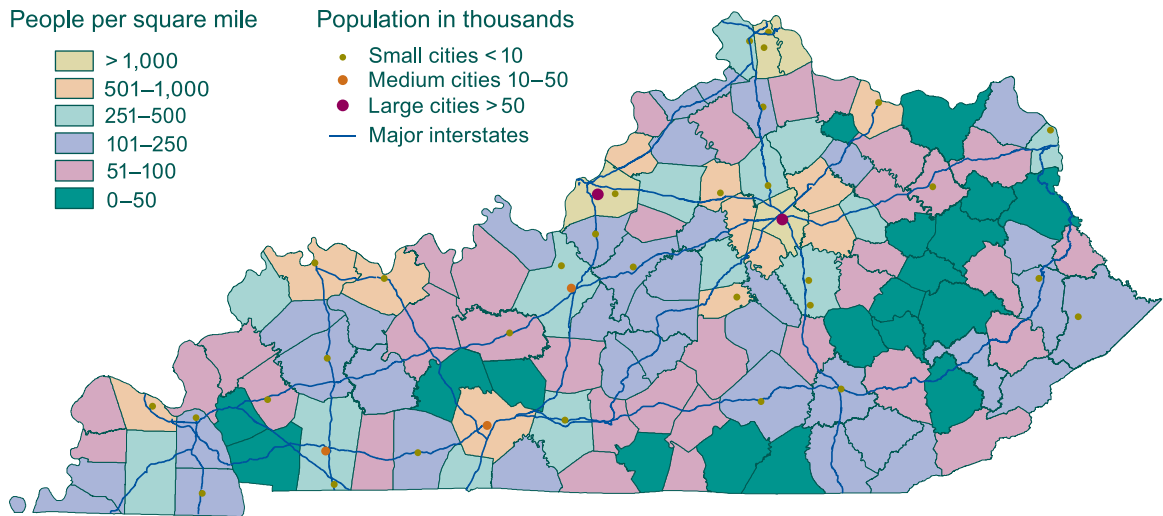 People per square mile
> 1,000
501–1,000
251–500
101–250
51–100
0–50
Population in thousands
Small cities < 10
Medium cities 10–50
Large cities > 50
Major interstates